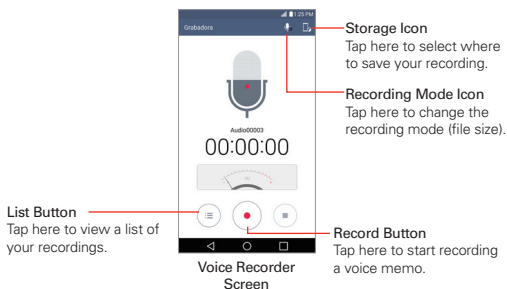 1:25 PM
Grabadora
Audio00003
00:00:00
Storage Icon
Tap here to select where
to save your recording.
Recording Mode Icon
Tap here to change the
recording mode (file size).
List Button
Tap here to view a list of
your recordings.
Record Button
Tap here to start recording
a voice memo.
Voice Recorder
Screen